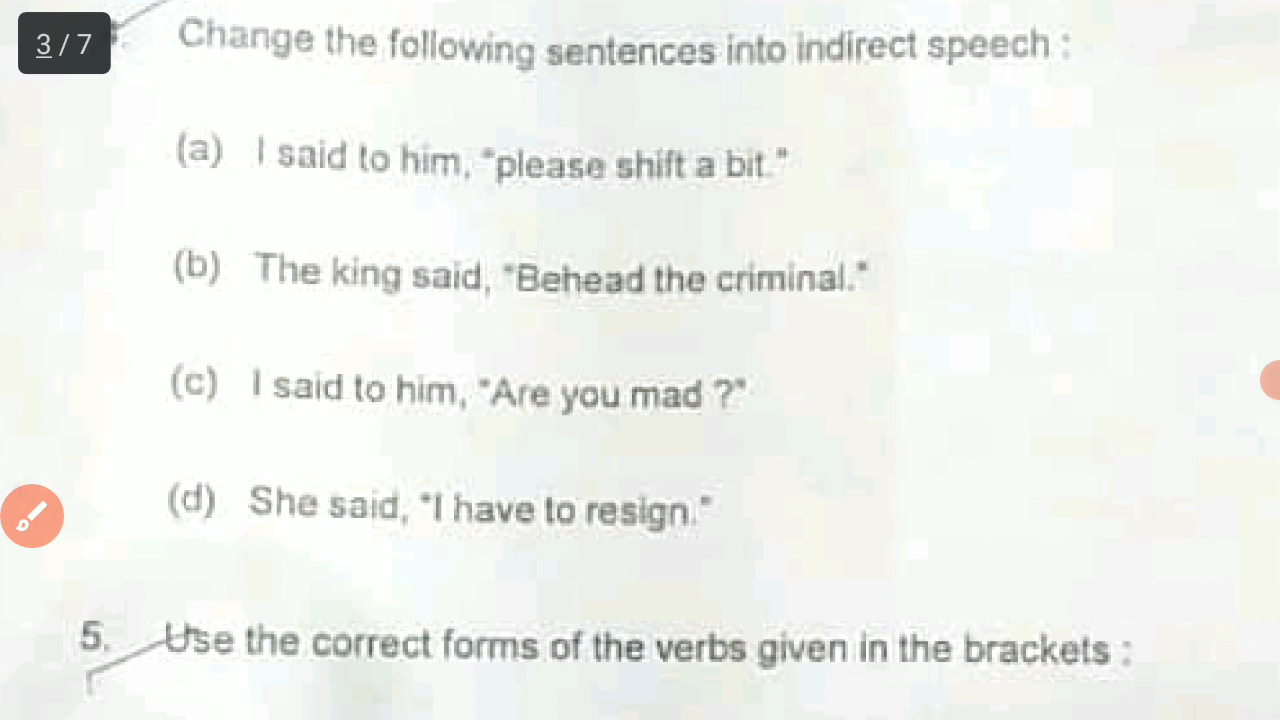 3 / 7
Change the following sentences into indirect speech :
(a) I said to him, "please shift a bit."
(b) The king said, "Behead the criminal."
(c) I said to him, "Are you mad ?"
(d) She said, "I have to resign."
5. Use the correct forms of the verbs given in the brackets :